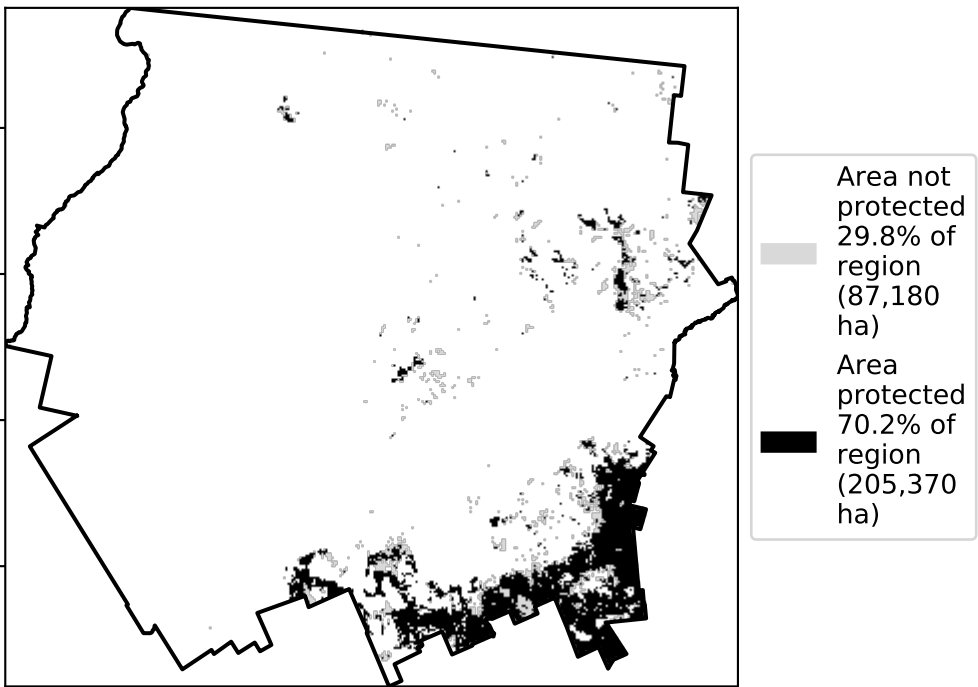 Area not
protected
29.8% of
region
(87,180
ha)
Area
protected
70.2% of
region
(205,370
ha)